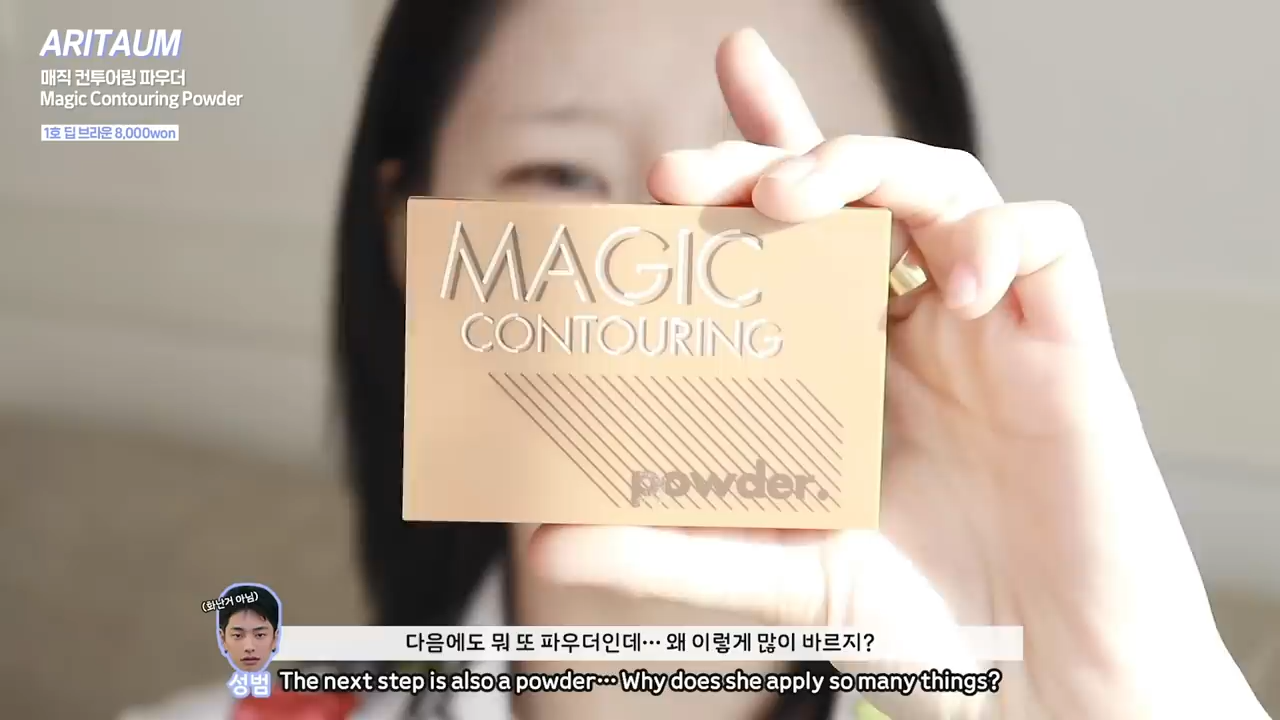 ARITAUM
매직 컨투어링 파우더
Magic Contouring Powder
1호 딥 브라운 8,000won
MAGIC
CONTOURING
powder.
(화난거 아님)
다음에도 뭐 또 파우더인데… 왜 이렇게 많이 바르지?
성범
The next step is also a powder… Why does she apply so many things?